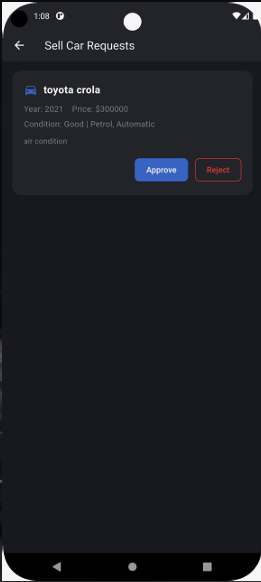 1:08
Sell Car Requests
toyota crola
Year: 2021 Price: $300000
Condition: Good | Petrol, Automatic
air condition
Approve Reject